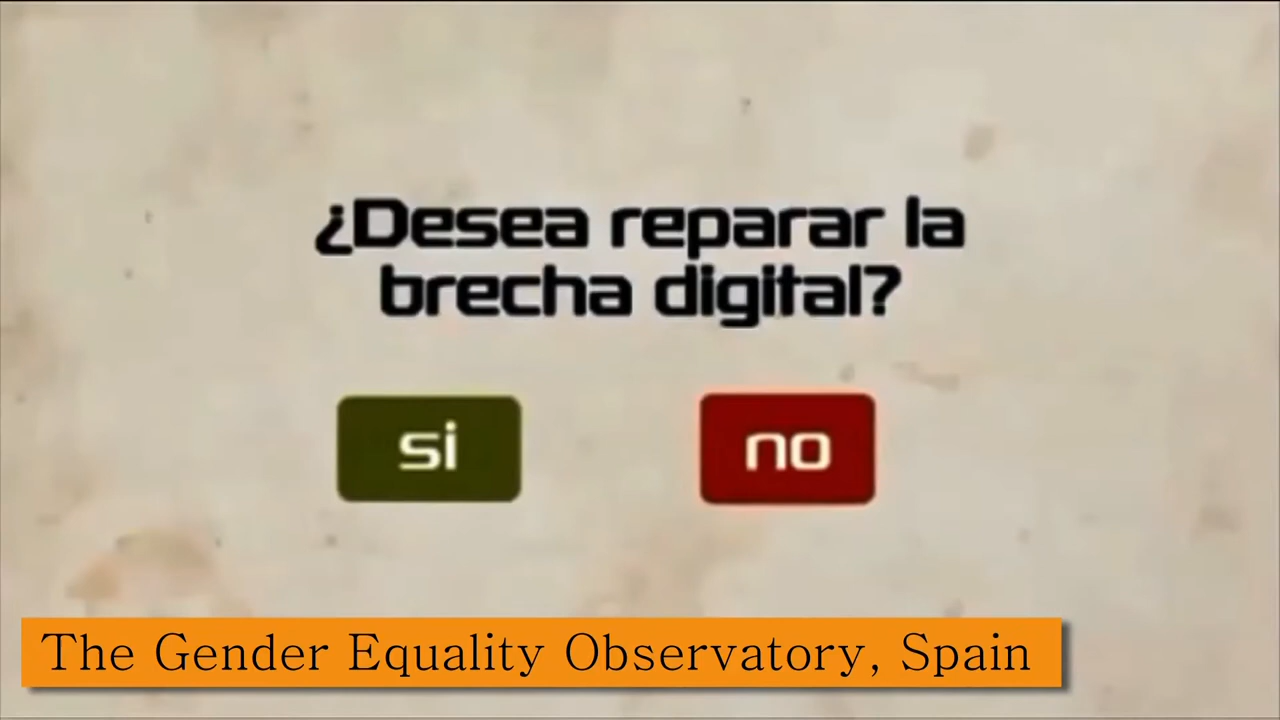 ¿Desea reparar la
brecha digital?
si
no
The Gender Equality Observatory, Spain